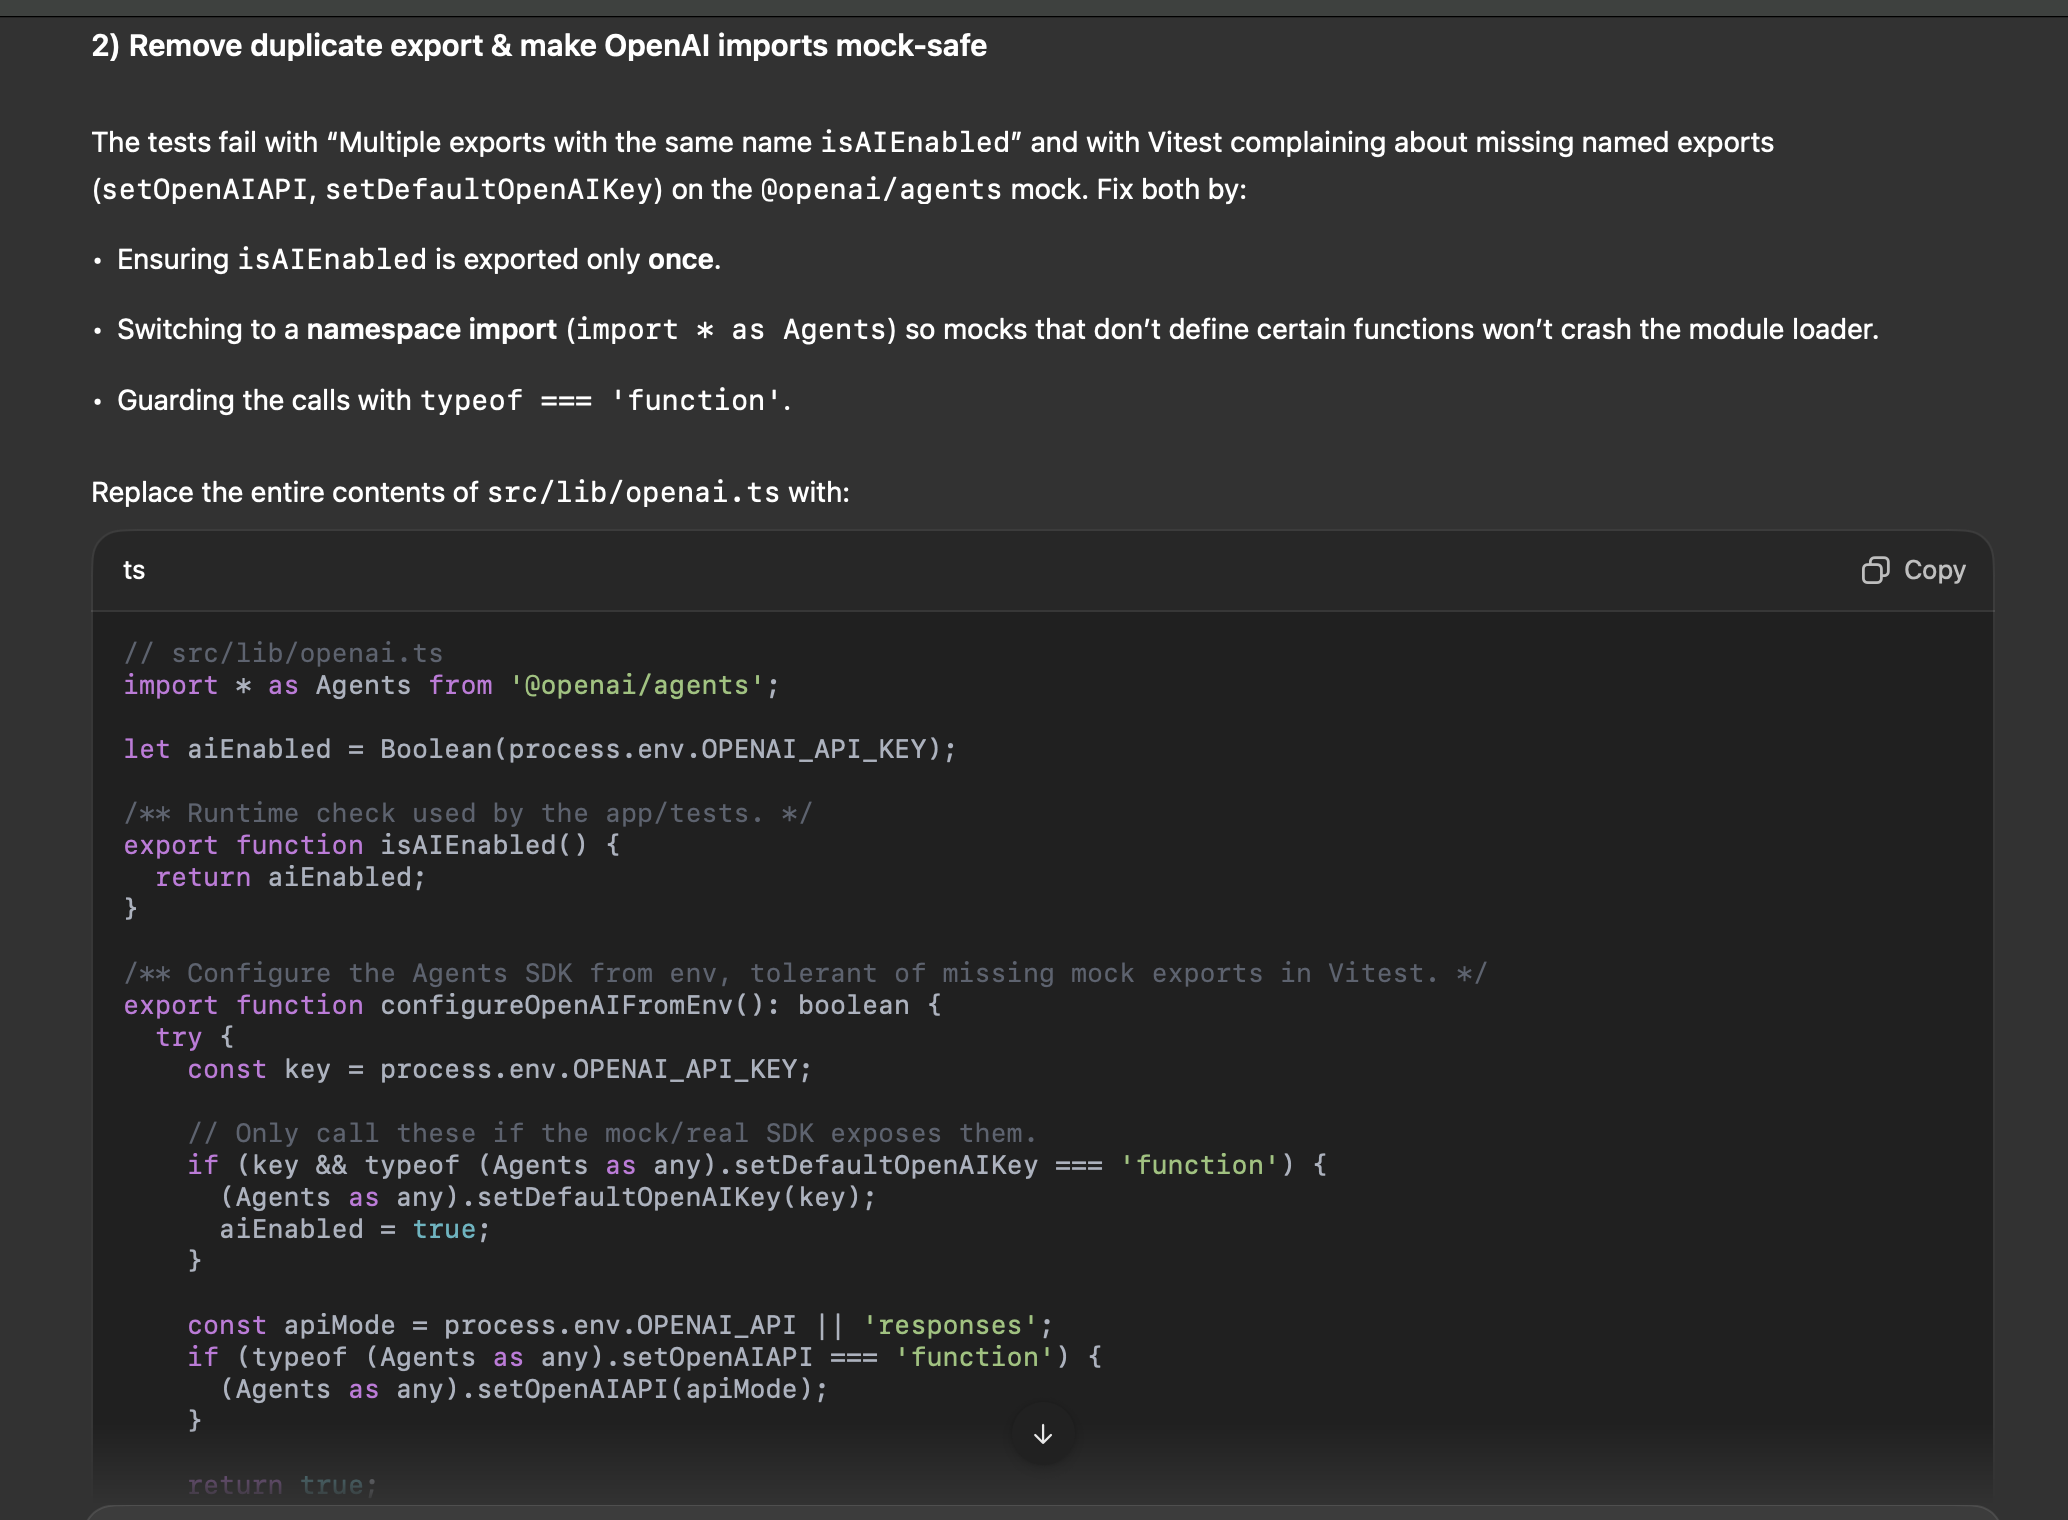 2) Remove duplicate export & make OpenAI imports mock-safe
The tests fail with “Multiple exports with the same name isAIEnabled” and with Vitest complaining about missing named exports
(setOpenAIAPI, setDefaultOpenAIKey) on the @openai/agents mock. Fix both by:
• Ensuring isAIEnabled is exported only once.
• Switching to a namespace import (import * as Agents) so mocks that don’t define certain functions won’t crash the module loader.
• Guarding the calls with typeof === 'function'.
Replace the entire contents of src/lib/openai.ts with:
ts
Copy
// src/lib/openai.ts
import * as Agents from '@openai/agents';
let aiEnabled = Boolean(process.env.OPENAI_API_KEY);
/** Runtime check used by the app/tests. */
export function isAIEnabled() {
  return aiEnabled;
}
/** Configure the Agents SDK from env, tolerant of missing mock exports in Vitest. */
export function configureOpenAIFromEnv(): boolean {
  try {
    const key = process.env.OPENAI_API_KEY;
    // Only call these if the mock/real SDK exposes them.
    if (key && typeof (Agents as any).setDefaultOpenAIKey === 'function') {
      (Agents as any).setDefaultOpenAIKey(key);
      aiEnabled = true;
    }
    const apiMode = process.env.OPENAI_API || 'responses';
    if (typeof (Agents as any).setOpenAIAPI === 'function') {
      (Agents as any).setOpenAIAPI(apiMode);
    }
    return true;